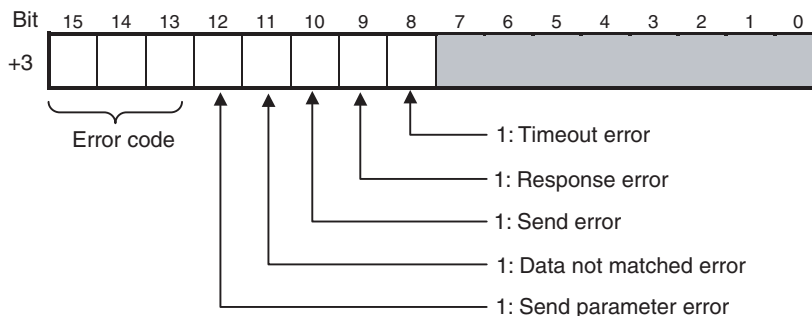 Bit 15 14 13 12 11 10 9 8 7 6 5 4 3 2 1 0
+3
Error code
1: Timeout error
1: Response error
1: Send error
1: Data not matched error
1: Send parameter error